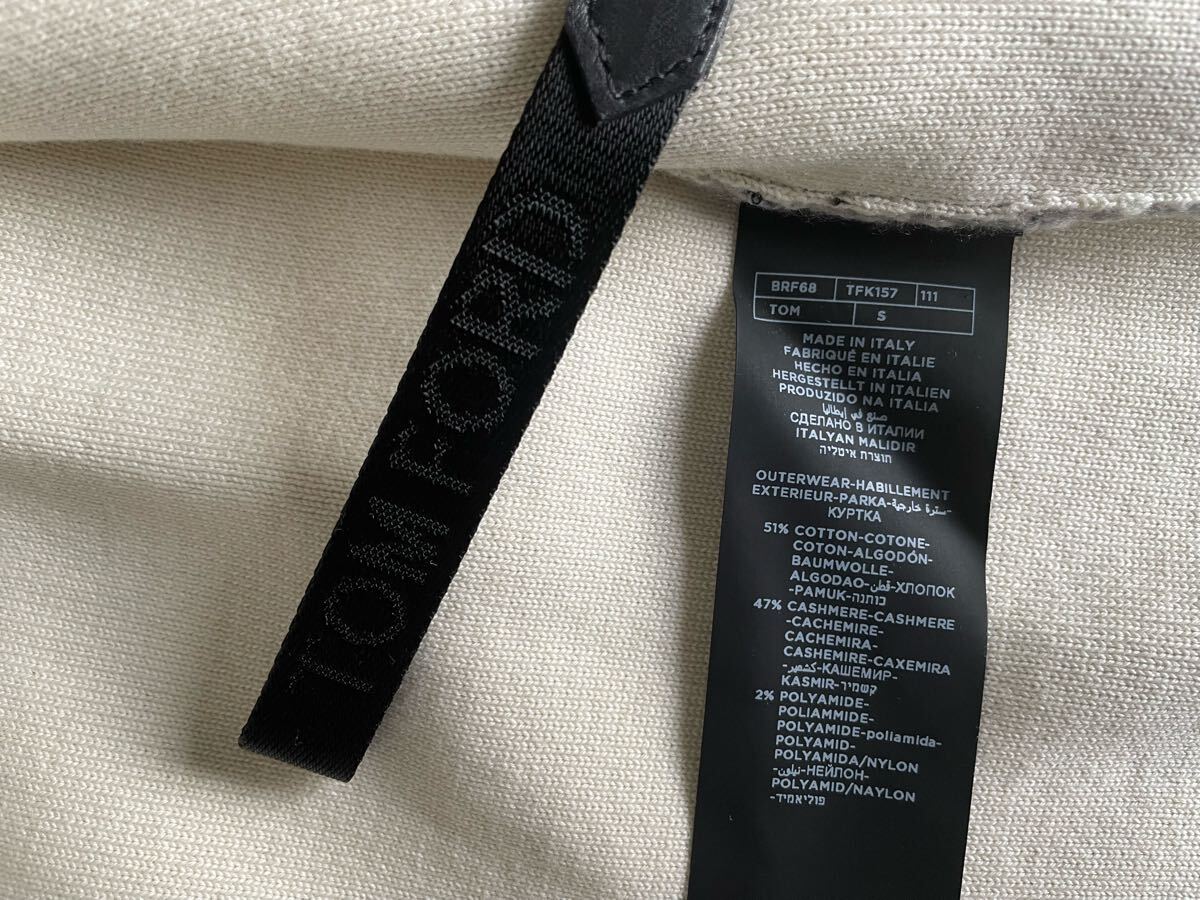 TOM FORD
BRF68 TFK157 111
TOM S
MADE IN ITALY
FABRIQUÉ EN ITALIE
HECHO EN ITALIA
HERGESTELLT IN ITALIEN
PRODUZIDO NA ITALIA
صنع في إيطاليا
СДЕЛАНО В ИТАЛИИ
ITALYAN MALIDIR
תוצרת איטליה
OUTERWEAR-HABILLEMENT
EXTERIEUR-PARKA-سترة خارجية-
КУРТКА
51% COTTON-COTONE-
COTON-ALGODÓN-
BAUMWOLLE-
ALGODAO-قطن-ХЛОПОК
-PAMUK-כותנה
47% CASHMERE-CASHMERE
-CACHEMIRE-
CACHEMIRA-
CASHEMIRE-CAXEMIRA
-كشمير-КАШЕМИР-
KASMIR-קשמיר
2% POLYAMIDE-
POLIAMMIDE-
POLYAMIDE-poliamida-
POLYAMID-
POLYAMIDA/NYLON
-نيلون-НЕЙЛОН-
POLYAMID/NAYLON
-פוליאמיד